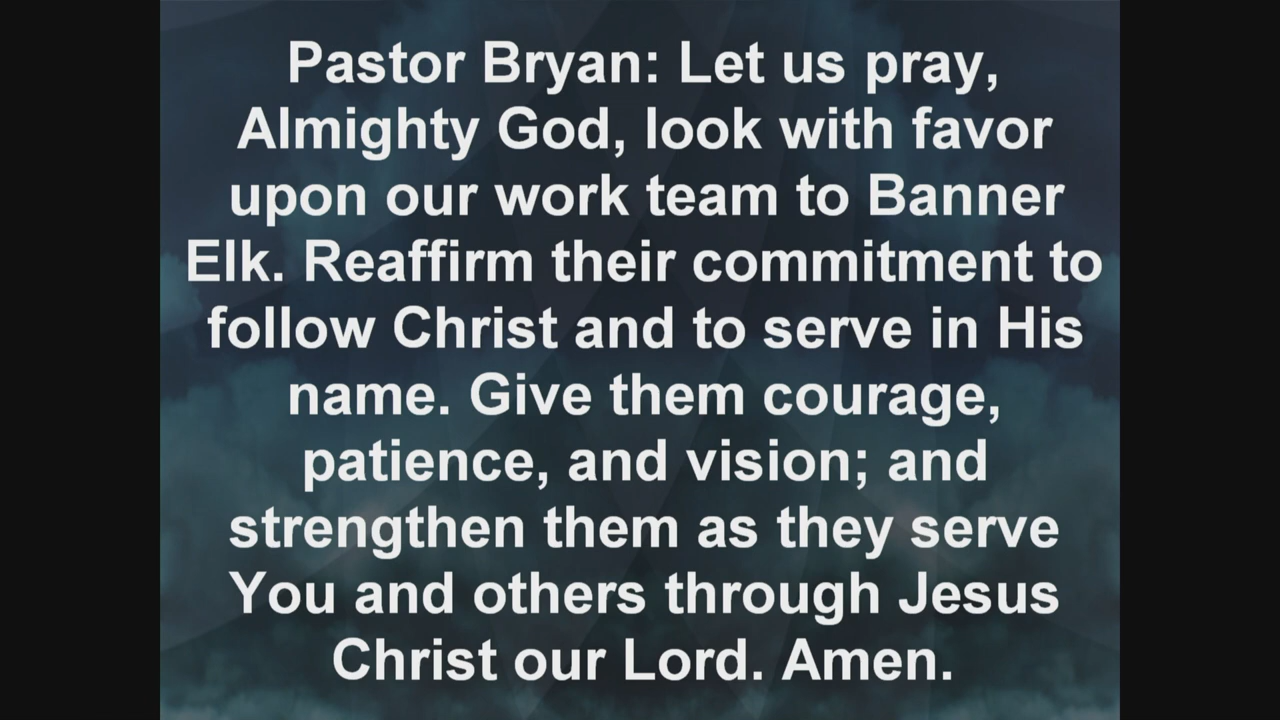 Pastor Bryan: Let us pray,
Almighty God, look with favor
upon our work team to Banner
Elk. Reaffirm their commitment to
follow Christ and to serve in His
name. Give them courage,
patience, and vision; and
strengthen them as they serve
You and others through Jesus
Christ our Lord. Amen.